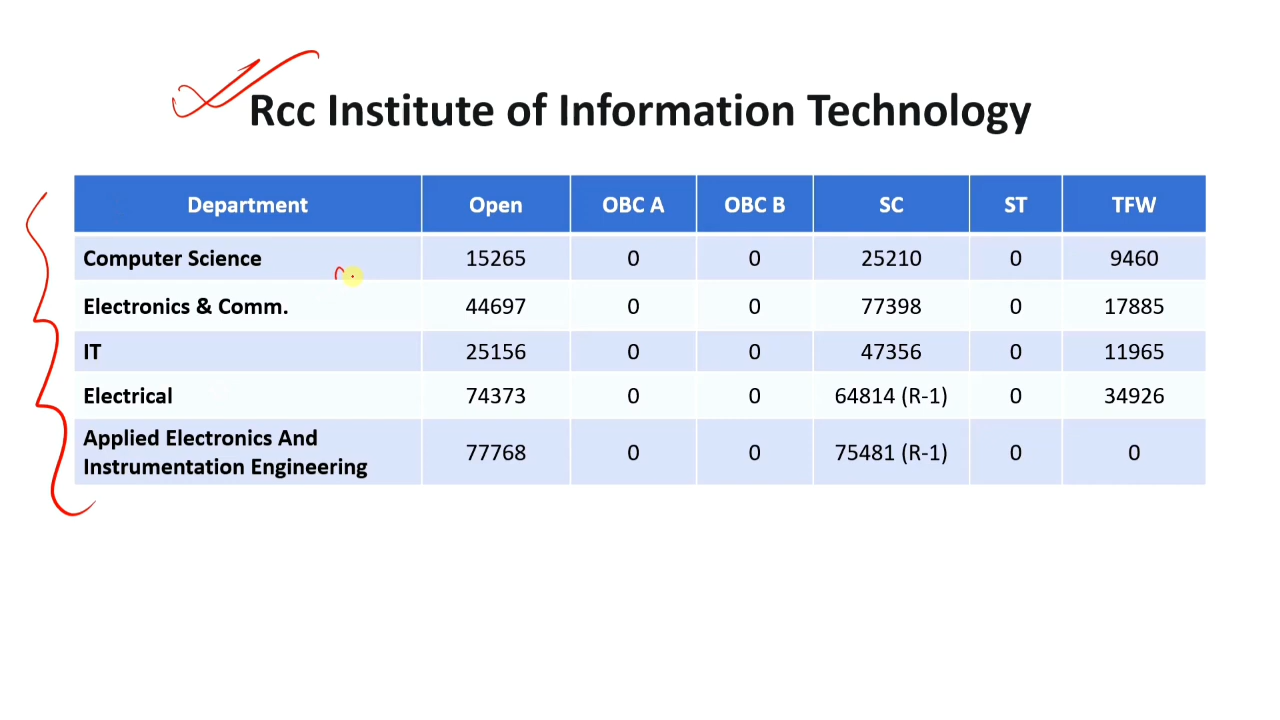 Rcc Institute of Information Technology
Department Open OBC A OBC B SC ST TFW
Computer Science 15265 0 0 25210 0 9460
Electronics & Comm. 44697 0 0 77398 0 17885
IT 25156 0 0 47356 0 11965
Electrical 74373 0 0 64814 (R-1) 0 34926
Applied Electronics And
Instrumentation Engineering 77768 0 0 75481 (R-1) 0 0